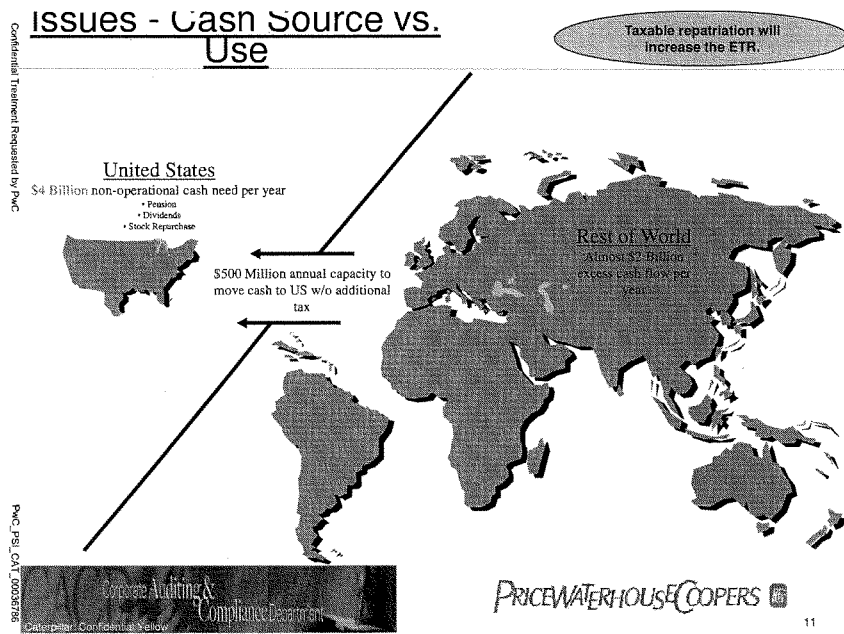 Issues - Cash Source vs.
Use
Taxable repatriation will
increase the ETR.
Confidential Treatment Requested by PwC
United States
$4 Billion non-operational cash need per year
• Pension
• Dividends
• Stock Repurchase
$500 Million annual capacity to
move cash to US w/o additional
tax
Rest of World
Almost $2 Billion
excess cash flow per
year
PwC_PSI_CAT_00036786
Corporate Auditing &
Compliance Department
Caterpillar: Confidential Yellow
PRICEWATERHOUSECOOPERS
11